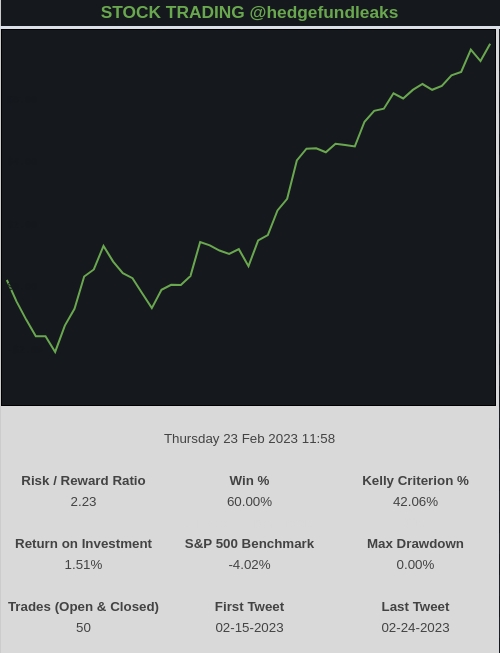 STOCK TRADING @hedgefundleaks
Thursday 23 Feb 2023 11:58
Risk / Reward Ratio Win % Kelly Criterion %
2.23 60.00% 42.06%
Return on Investment S&P 500 Benchmark Max Drawdown
1.51% -4.02% 0.00%
Trades (Open & Closed) First Tweet Last Tweet
50 02-15-2023 02-24-2023